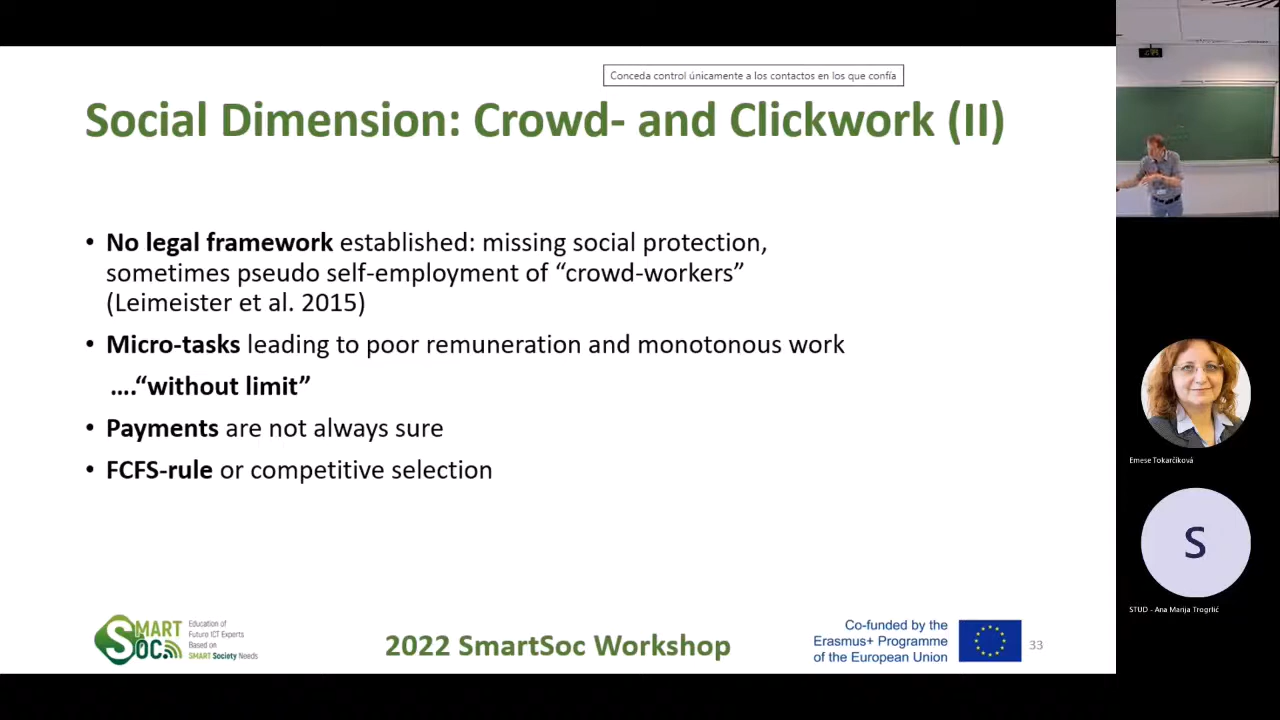 Conceda control únicamente a los contactos en los que confía
Social Dimension: Crowd- and Clickwork (II)
• No legal framework established: missing social protection,
sometimes pseudo self-employment of “crowd-workers”
(Leimeister et al. 2015)
• Micro-tasks leading to poor remuneration and monotonous work
….“without limit”
• Payments are not always sure
• FCFS-rule or competitive selection
SMART
SOC
Education of
Future ICT Experts
Based on
SMART Society Needs
2022 SmartSoc Workshop
Co-funded by the
Erasmus+ Programme
of the European Union
33
Emese Tokarčíková
S
STUD - Ana Marija Trogrlić